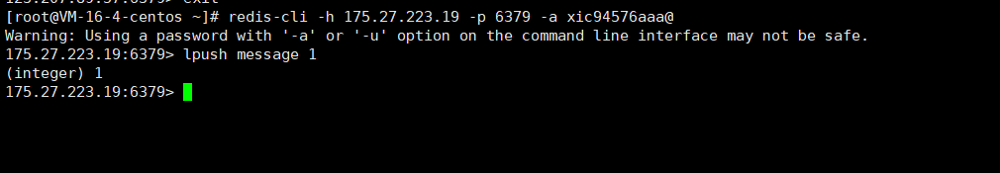 [root@VM-16-4-centos ~]# redis-cli -h 175.27.223.19 -p 6379 -a xic94576aaa@
Warning: Using a password with '-a' or '-u' option on the command line interface may not be safe.
175.27.223.19:6379> lpush message 1
(integer) 1
175.27.223.19:6379>